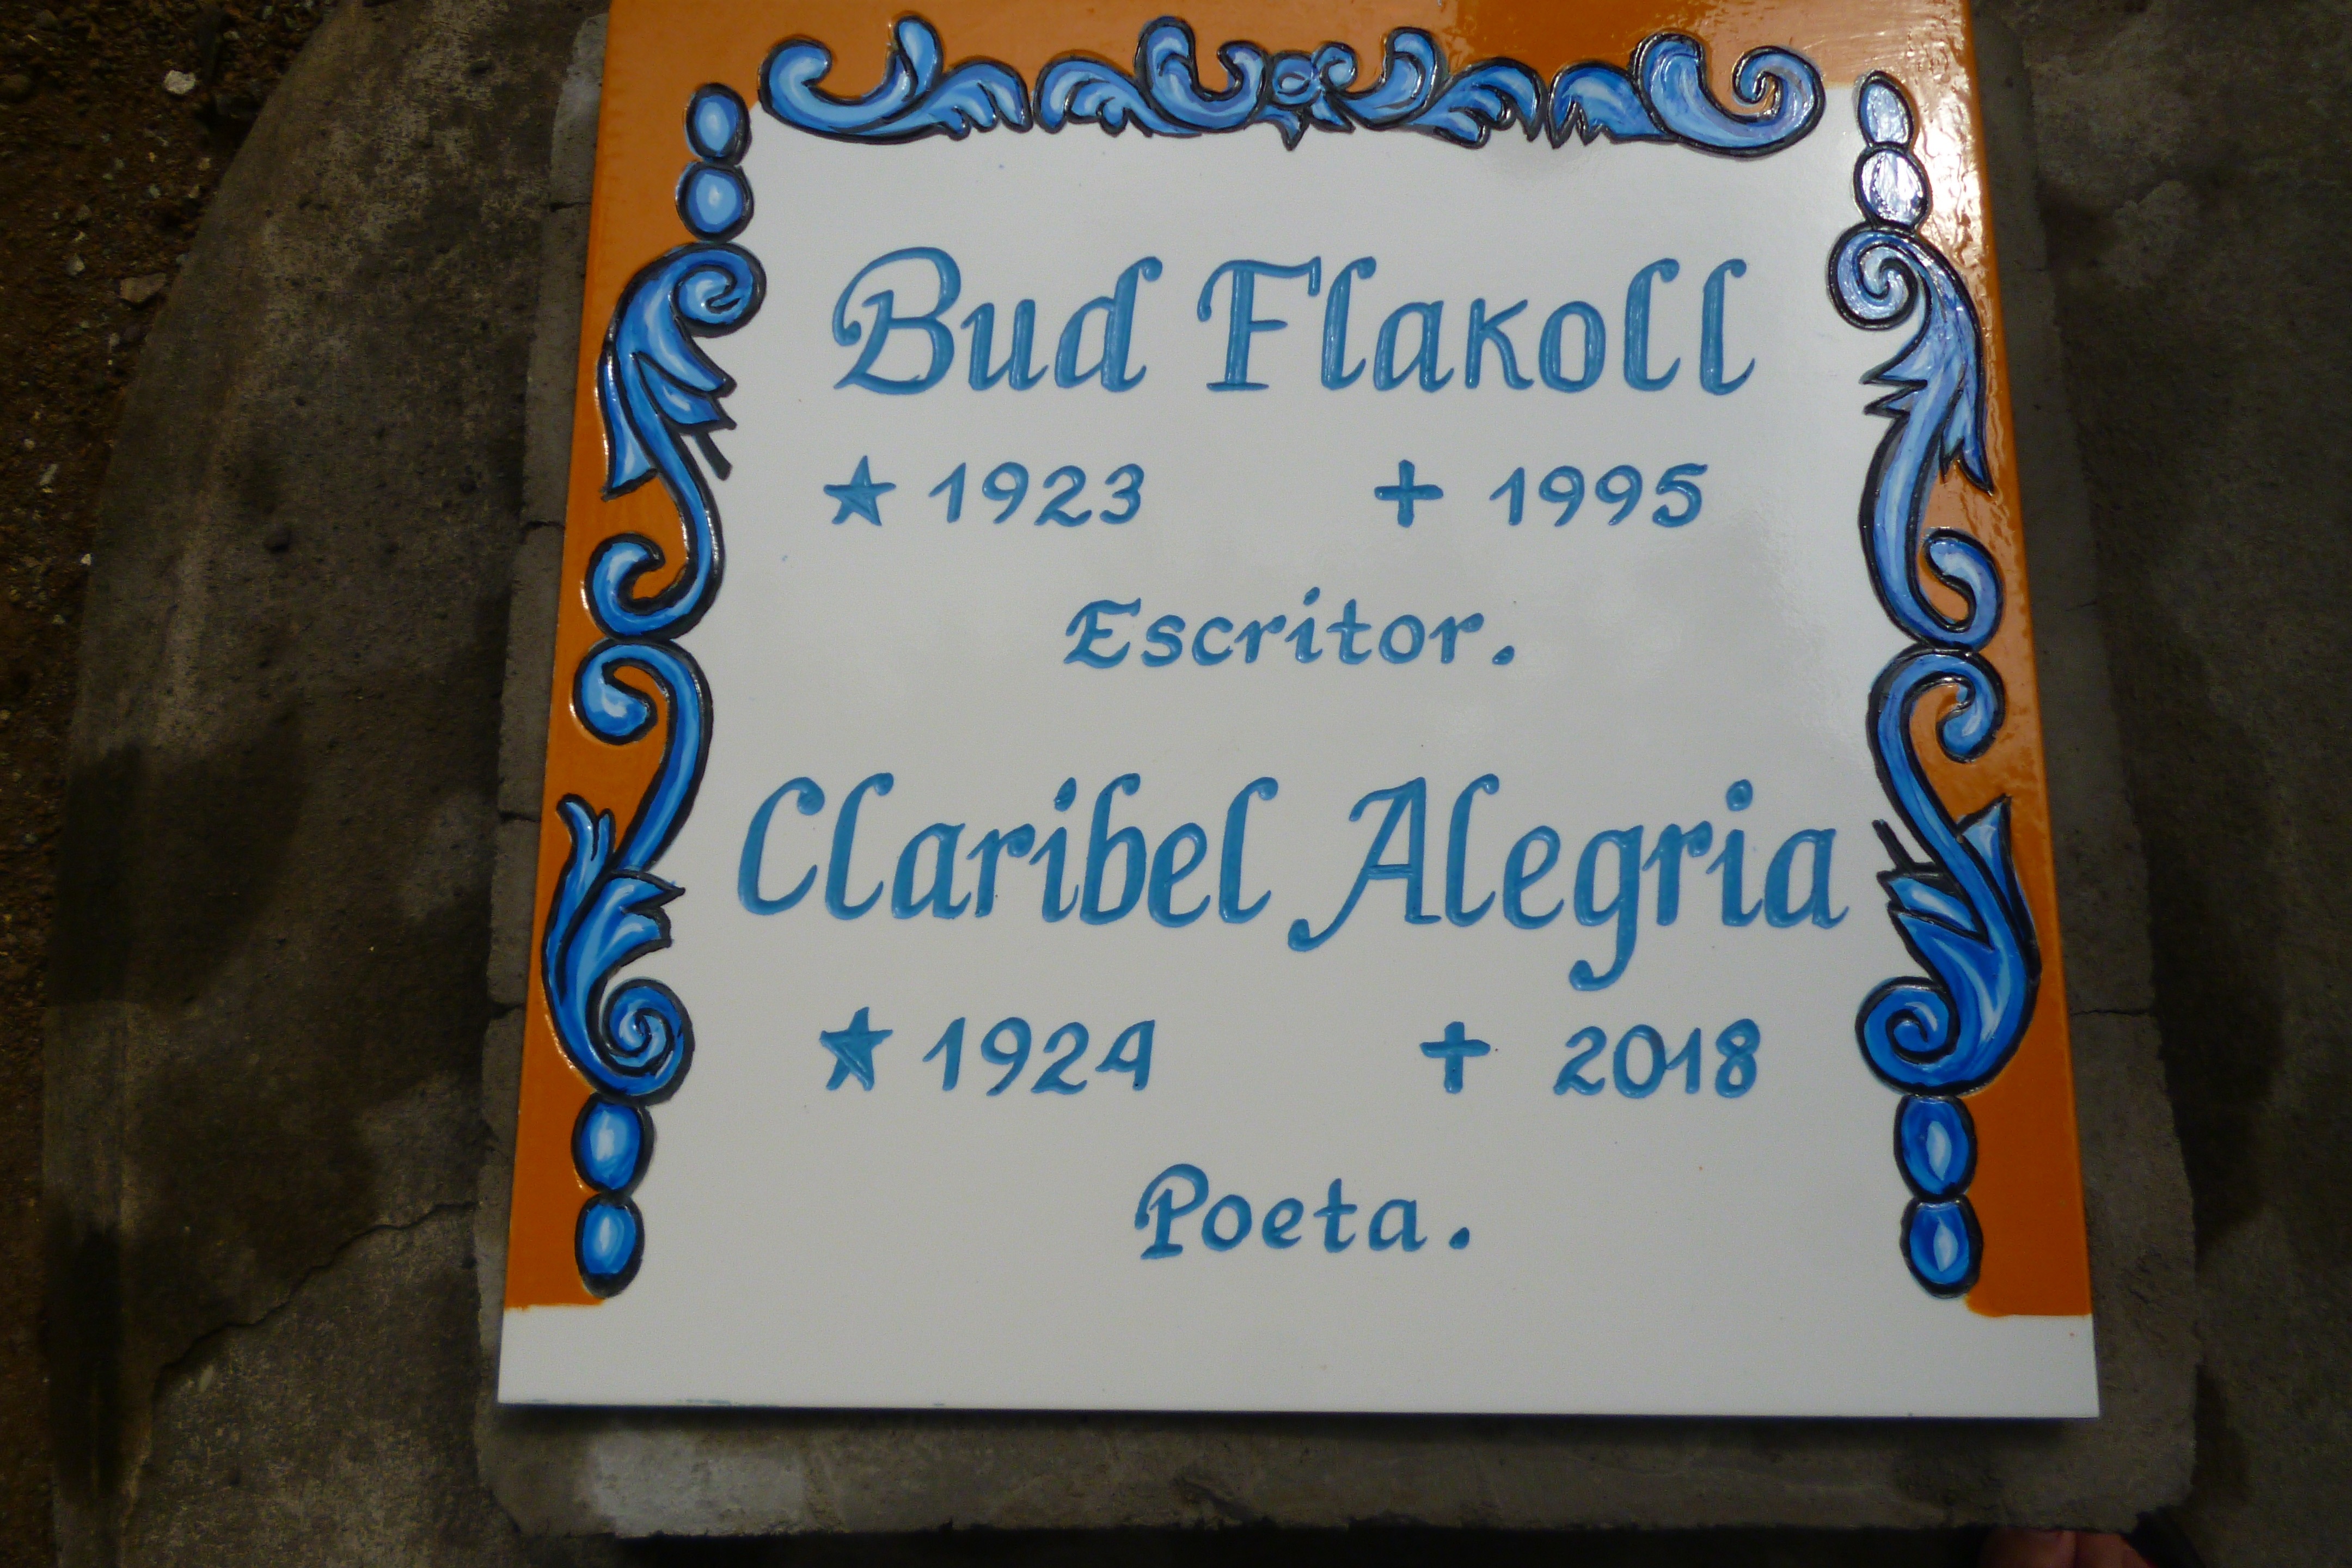 Bud Flakoll
★ 1923 + 1995
Escritor.
Claribel Alegria
★ 1924 + 2018
Poeta.